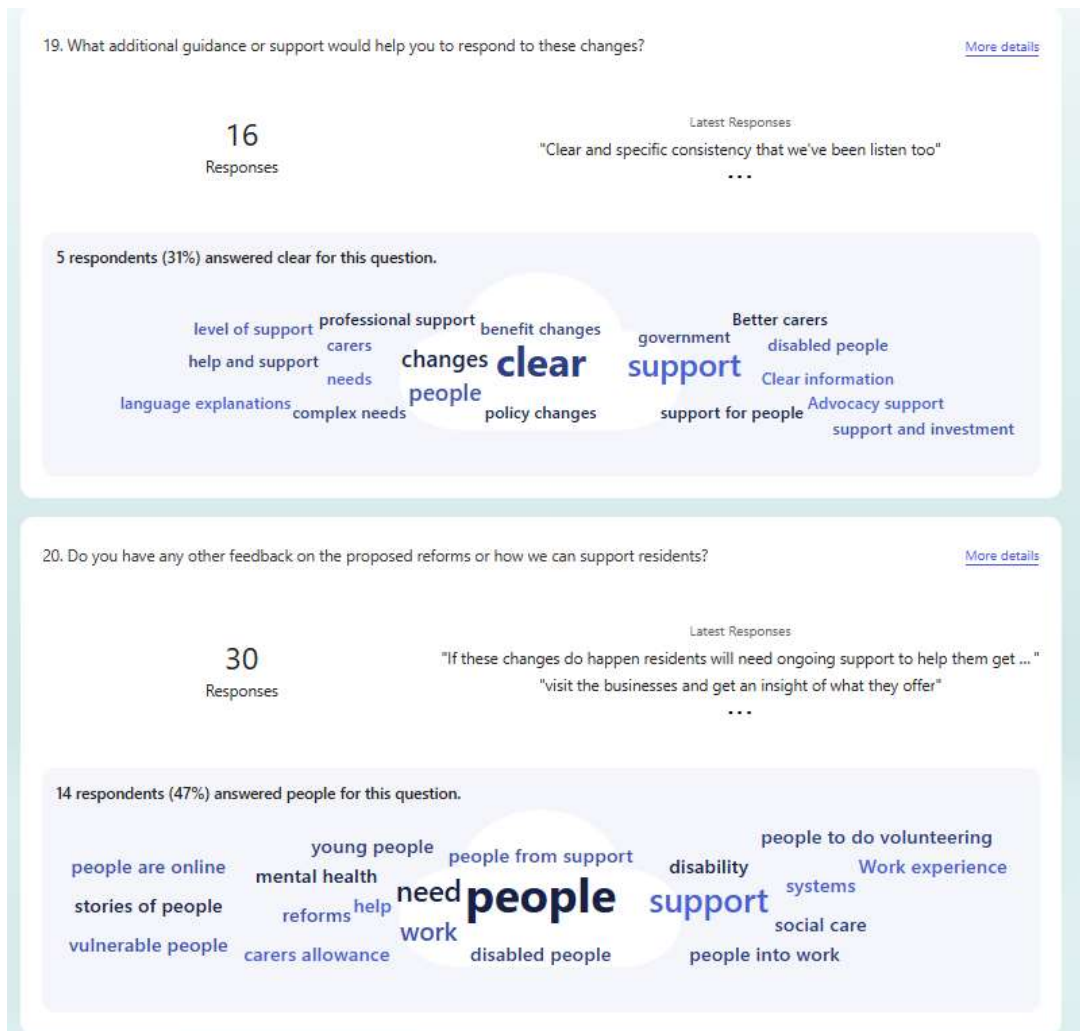 19. What additional guidance or support would help you to respond to these changes?
More details
16
Responses
Latest Responses
"Clear and specific consistency that we've been listen too"
...
5 respondents (31%) answered clear for this question.
level of support
professional support
benefit changes
government
Better carers
help and support
carers
changes
clear
support
disabled people
needs
people
Clear information
language explanations
complex needs
policy changes
support for people
Advocacy support
support and investment
20. Do you have any other feedback on the proposed reforms or how we can support residents?
More details
30
Responses
Latest Responses
"If these changes do happen residents will need ongoing support to help them get ... "
"visit the businesses and get an insight of what they offer"
...
14 respondents (47%) answered people for this question.
people are online
young people
people from support
disability
people to do volunteering
mental health
need
people
support
systems
Work experience
stories of people
reforms
help
work
social care
vulnerable people
carers allowance
disabled people
people into work